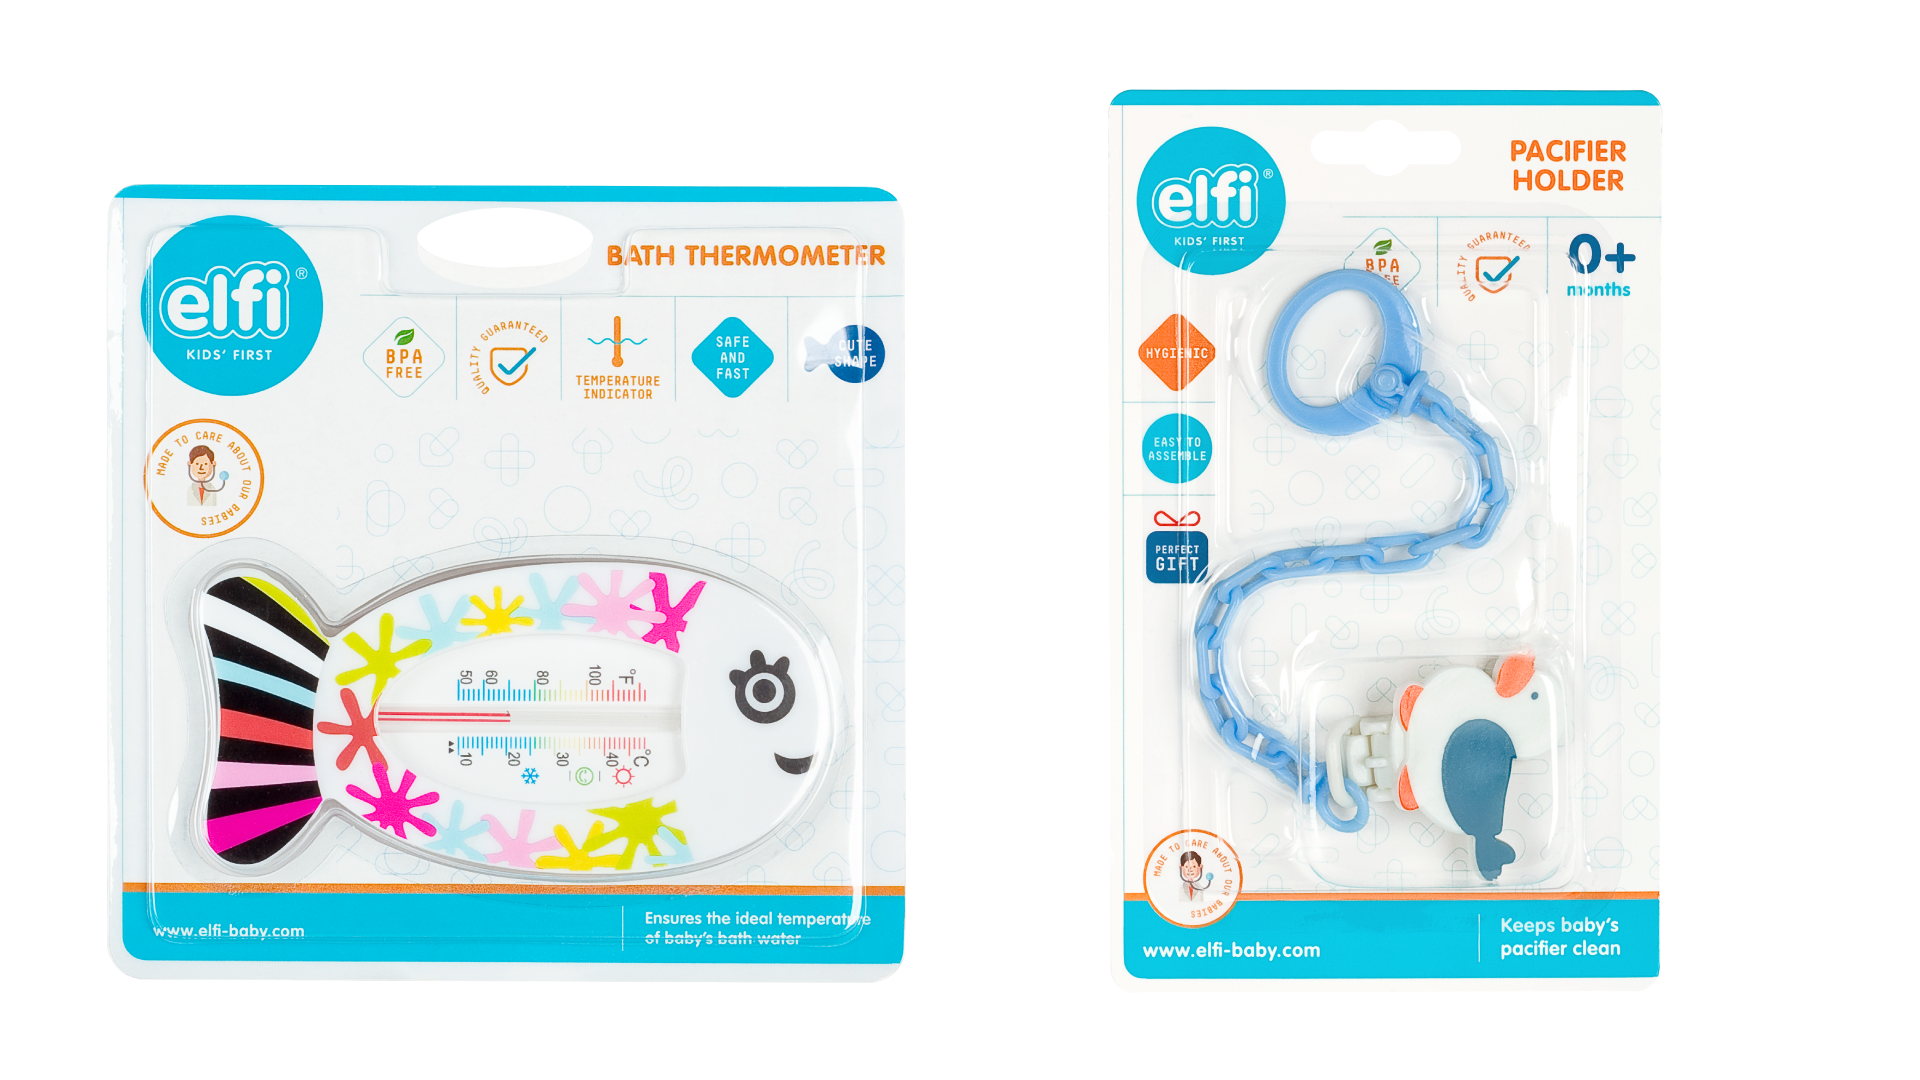 elfi®
KIDS' FIRST
BATH THERMOMETER
BPA
FREE
QUALITY GUARANTEED
TEMPERATURE
INDICATOR
SAFE
AND
FAST
CUTE
SHAPE
MADE TO CARE ABOUT OUR BABIES
50 60 80 100 °F
10 20 30 40 °C
www.elfi-baby.com
Ensures the ideal temperature
of baby's bath water
elfi®
KIDS' FIRST
PACIFIER
HOLDER
BPA
QUALITY GUARANTEED
0+
months
HYGIENIC
EASY TO
ASSEMBLE
PERFECT
GIFT
MADE TO CARE ABOUT OUR BABIES
www.elfi-baby.com
Keeps baby's
pacifier clean